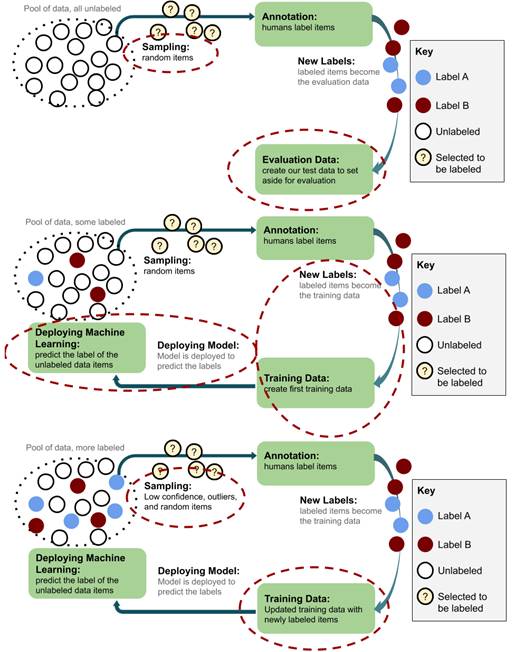 Pool of data, all unlabeled
? ? ? ? ?
Sampling:
random items
Annotation:
humans label items
New Labels:
labeled items become
the evaluation data
Evaluation Data:
create our test data to set
aside for evaluation
Key
Label A
Label B
Unlabeled
? Selected to
be labeled
Pool of data, some labeled
? ? ? ? ?
Sampling:
random items
Annotation:
humans label items
New Labels:
labeled items become
the training data
Deploying Machine
Learning:
predict the label of the
unlabeled data items
Deploying Model:
Model is deployed to
predict the labels
Training Data:
create first training data
Key
Label A
Label B
Unlabeled
? Selected to
be labeled
Pool of data, more labeled
? ? ? ? ?
Sampling:
Low confidence, outliers,
and random items
Annotation:
humans label items
New Labels:
labeled items become
the training data
Deploying Machine
Learning:
predict the label of the
unlabeled data items
Deploying Model:
Model is deployed to
predict the labels
Training Data:
Updated training data with
newly labeled items
Key
Label A
Label B
Unlabeled
? Selected to
be labeled